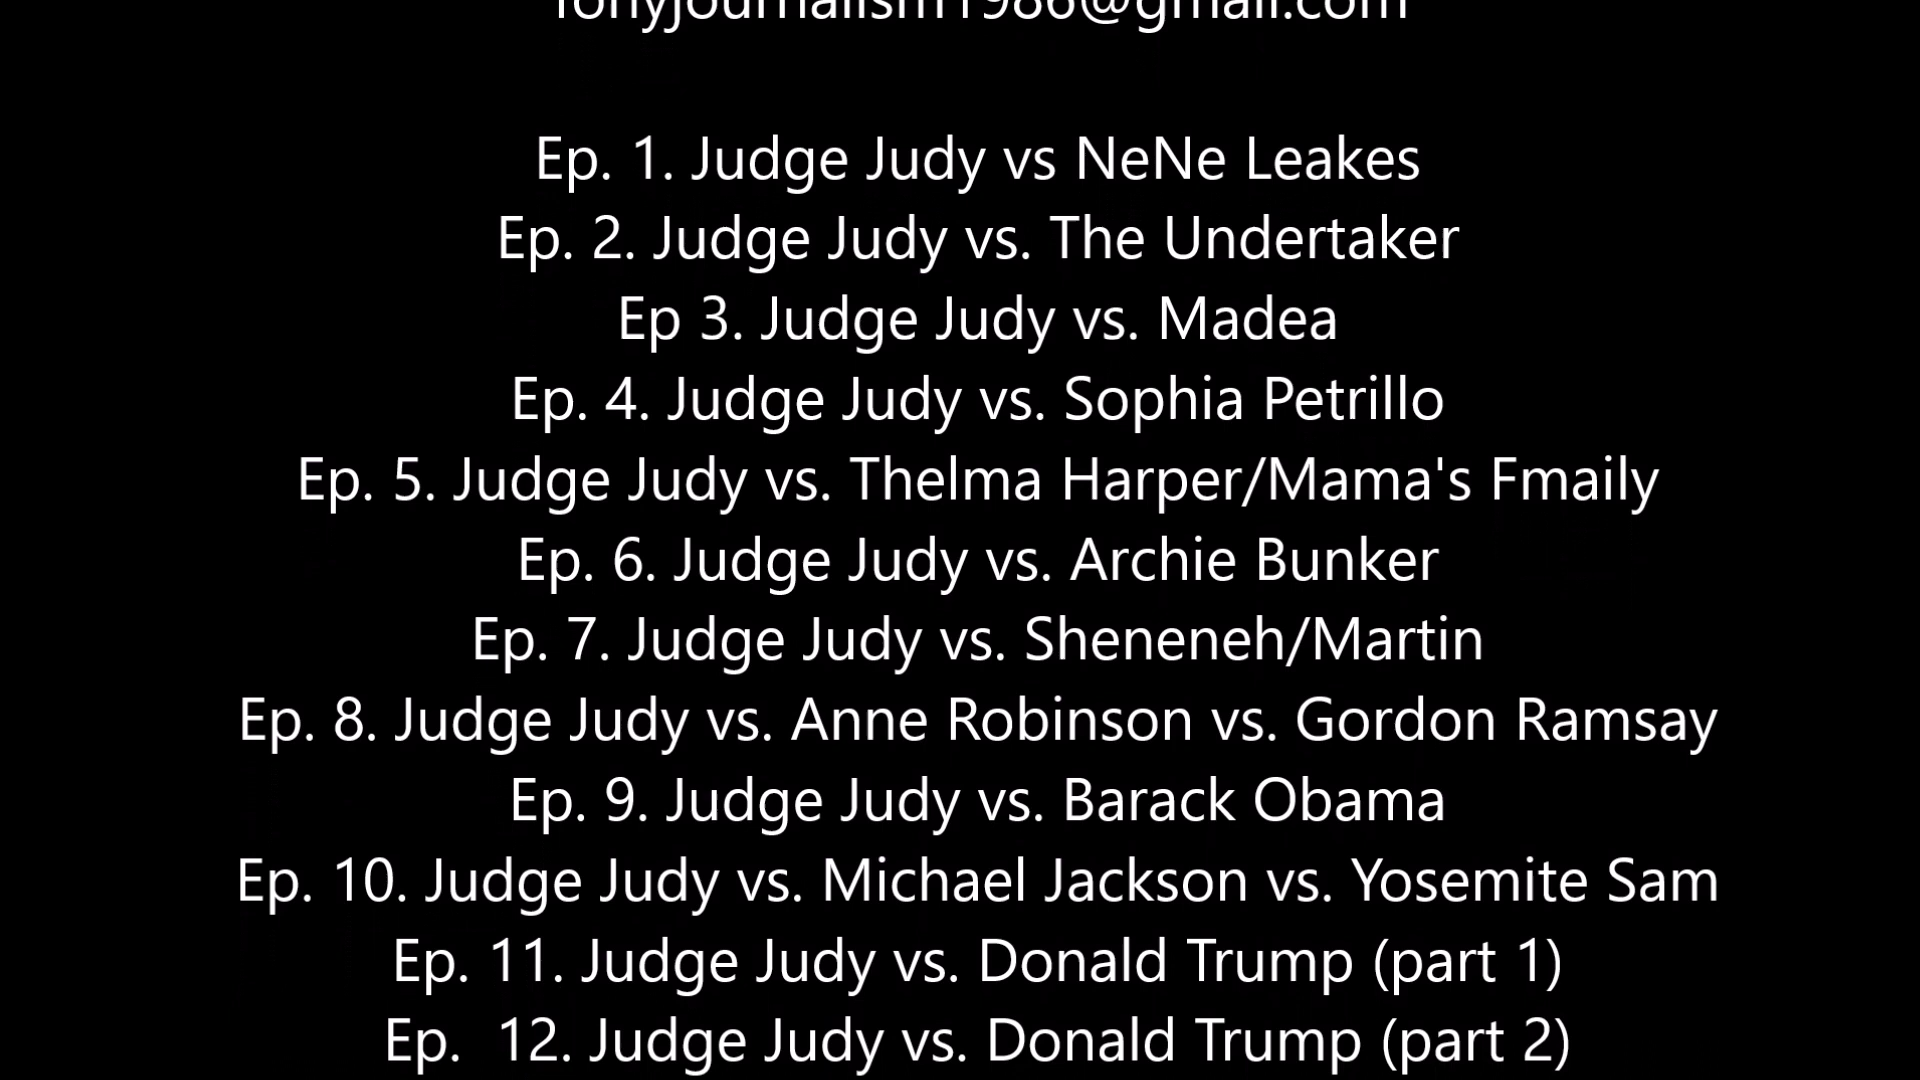 Tonyjournalism1986@gmail.com
Ep. 1. Judge Judy vs NeNe Leakes
Ep. 2. Judge Judy vs. The Undertaker
Ep 3. Judge Judy vs. Madea
Ep. 4. Judge Judy vs. Sophia Petrillo
Ep. 5. Judge Judy vs. Thelma Harper/Mama's Fmaily
Ep. 6. Judge Judy vs. Archie Bunker
Ep. 7. Judge Judy vs. Sheneneh/Martin
Ep. 8. Judge Judy vs. Anne Robinson vs. Gordon Ramsay
Ep. 9. Judge Judy vs. Barack Obama
Ep. 10. Judge Judy vs. Michael Jackson vs. Yosemite Sam
Ep. 11. Judge Judy vs. Donald Trump (part 1)
Ep.  12. Judge Judy vs. Donald Trump (part 2)